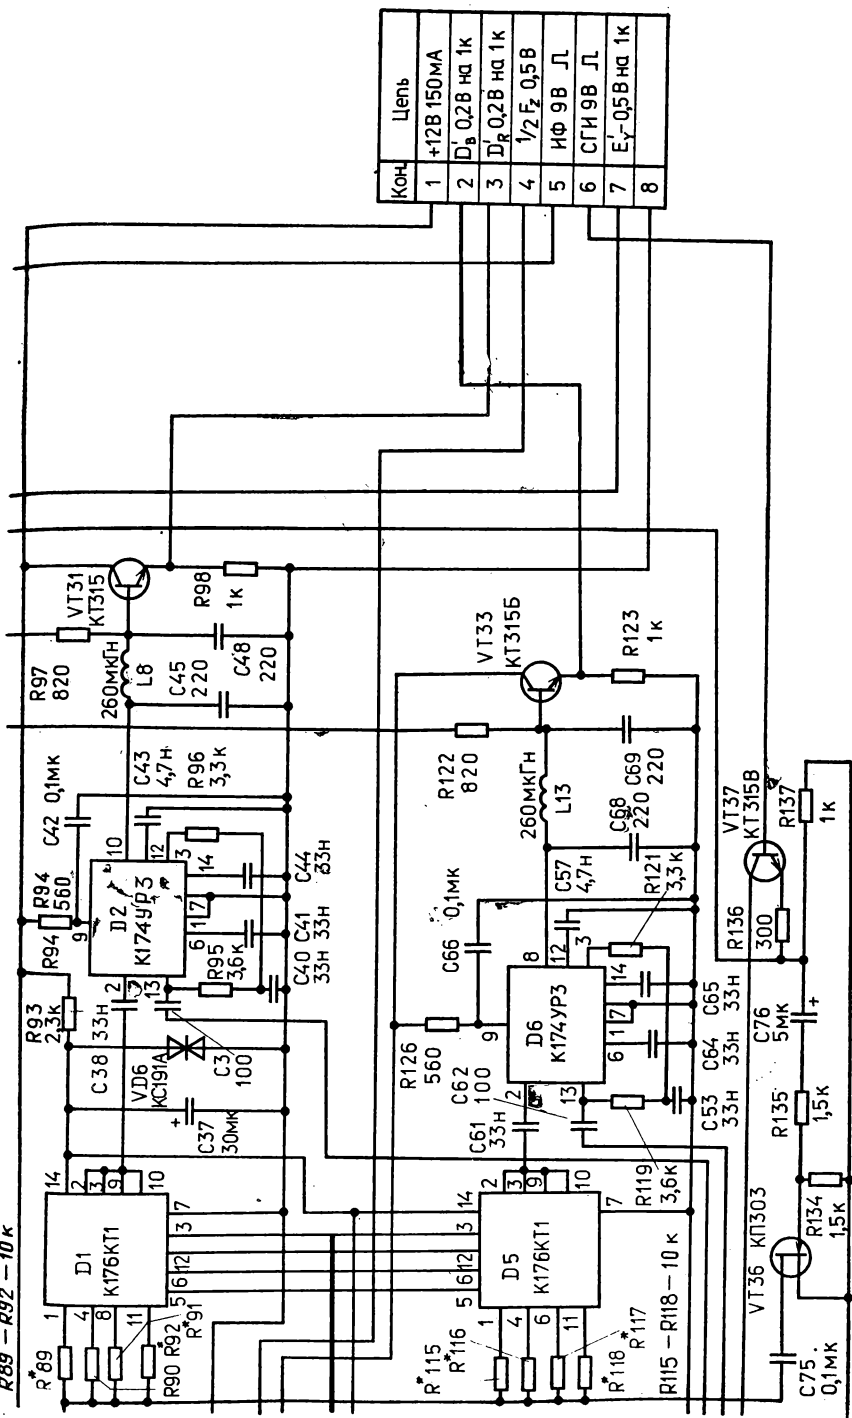 R89 – R92 – 10 к
Кон. Цепь
1 +12В 150мА
2 D'B 0,2В на 1к
3 D'R 0,2В на 1к
4 1/2 Fz 0,5В
5 ИФ 9В
6 СГИ 9В
7 E'Y-0,5В на 1к
8
VT31
КТ315
R98
1к
R97
820
260мкГн
L8
C45
220
C48
220
C43
4,7н
R96
3,3к
C42 0,1мк
R94
560
R94
9
10
12
3
14
D2
К174УР3
7
1
6
2
13
C44
33н
C41
33н
C40
33н
R95
3,6к
R93
2,3к
33н
C38
VD6
КС191А
C3
100
+
C37
30мк
14
2
3
9
10
7
3
12
6
5
D1
К176КТ1
1
4
8
11
R*89
R90
R*92
R*91
VT33
КТ315Б
R123
1к
R122
820
260мкГн
L13
C69
220
C68
220
C57
4,7н
R121
3,3к
C66
0,1мк
R126
560
9
8
12
3
14
D6
К174УР3
7
1
6
2
13
C65
33н
C64
33н
C53
33н
C62
100
C61
33н
R119
3,6к
14
2
3
9
10
7
3
12
6
5
D5
К176КТ1
1
4
6
11
R*115
R*116
R*117
R*118
R115 – R118 – 10 к
VT37
КТ315В
R137
1к
R136
300
C76
5мк
+
R135
1,5к
R134
1,5к
VT36 КП303
C75
0,1мк